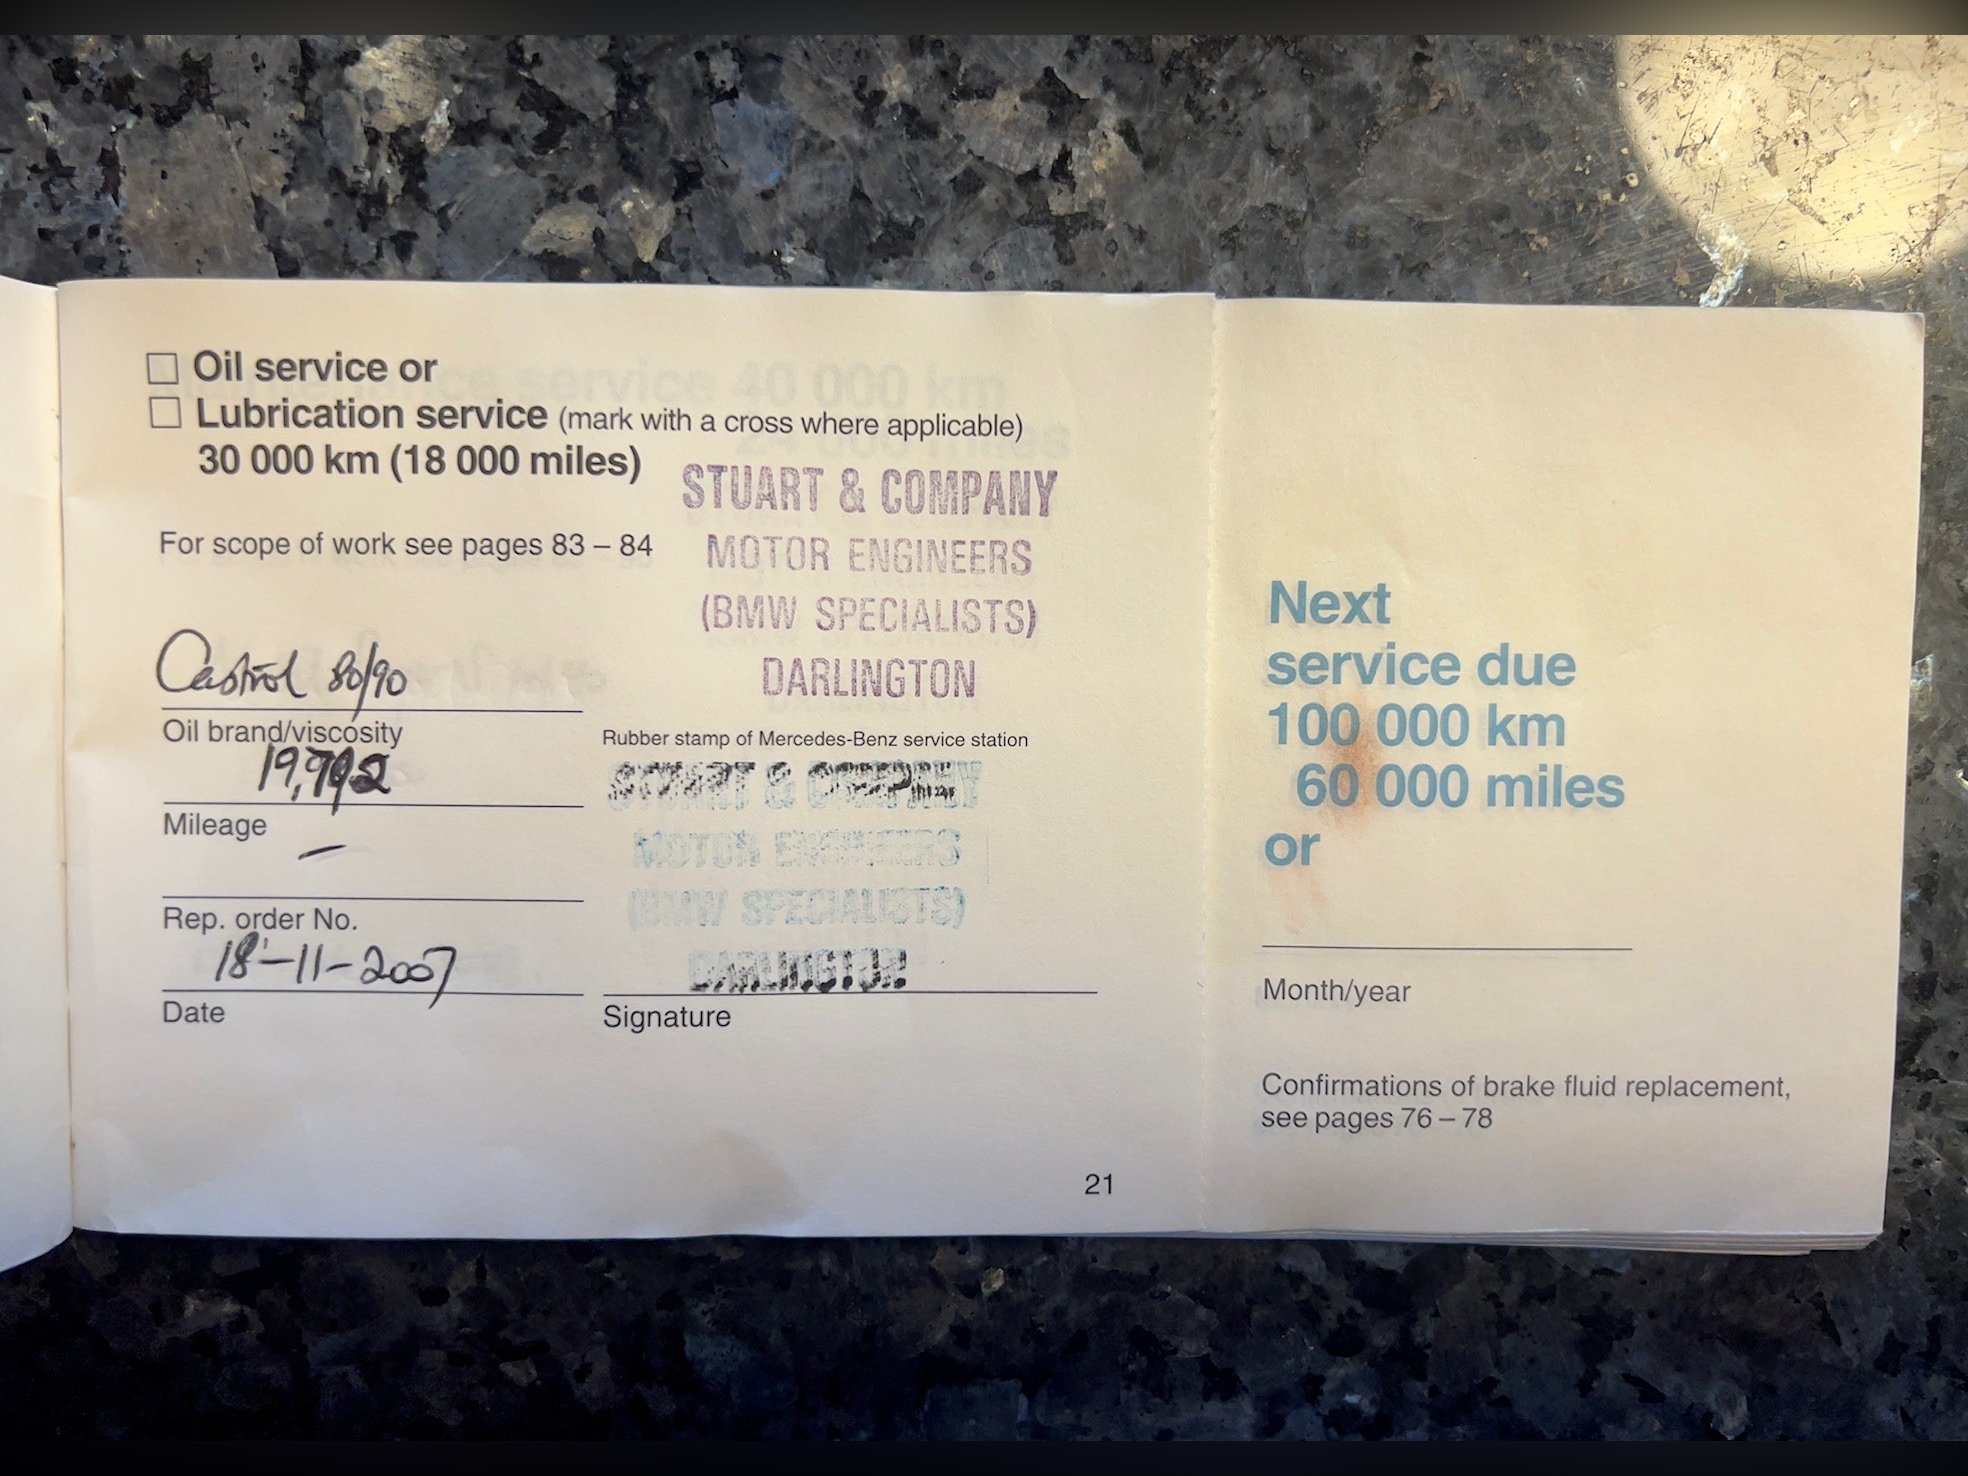 Oil service or
Lubrication service (mark with a cross where applicable)
30 000 km (18 000 miles)
STUART & COMPANY
MOTOR ENGINEERS
(BMW SPECIALISTS)
DARLINGTON
For scope of work see pages 83 – 84
Castrol 80/90
Oil brand/viscosity
Rubber stamp of Mercedes-Benz service station
Mileage
STUART & COMPANY
MOTOR ENGINEERS
(BMW SPECIALISTS)
DARLINGTON
–
Rep. order No.
18-11-2007
Date
Signature
21
Next
service due
100 000 km
60 000 miles
or
Month/year
Confirmations of brake fluid replacement,
see pages 76 – 78